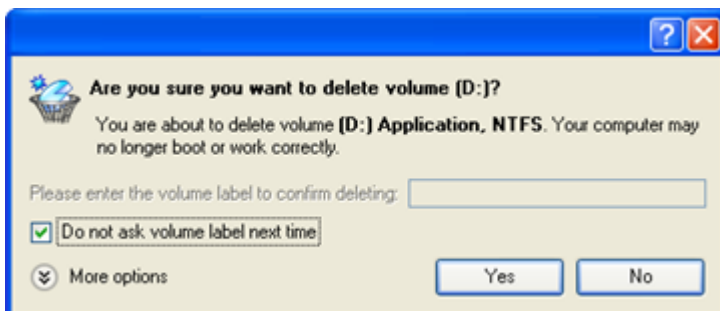 Are you sure you want to delete volume (D:)?
You are about to delete volume (D:) Application, NTFS. Your computer may
no longer boot or work correctly.
Please enter the volume label to confirm deleting:
Do not ask volume label next time
More options
Yes
No